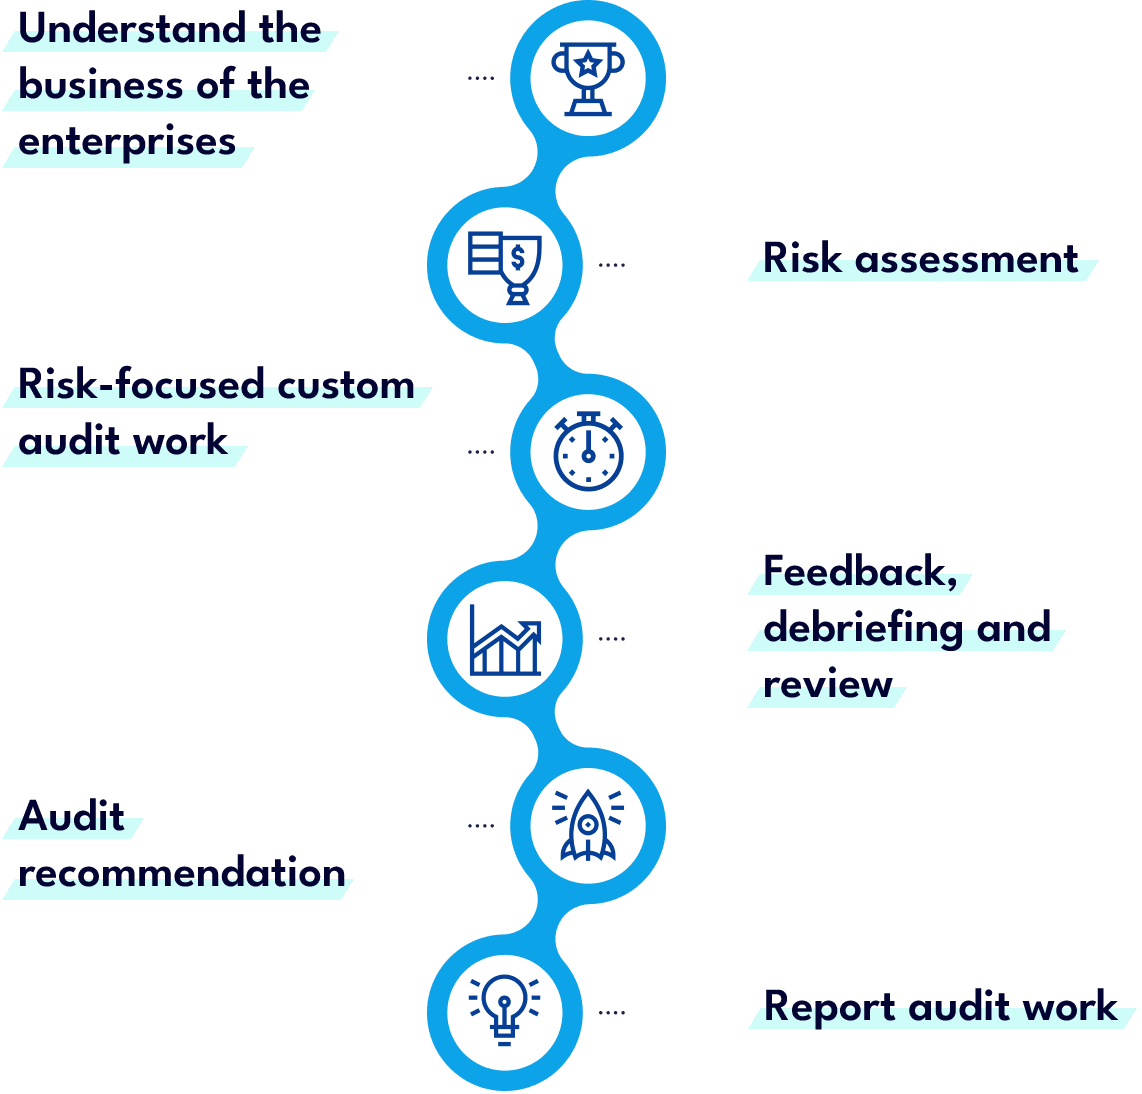 Understand the
business of the
enterprises
$
Risk assessment
Risk-focused custom
audit work
Feedback,
debriefing and
review
Audit
recommendation
Report audit work